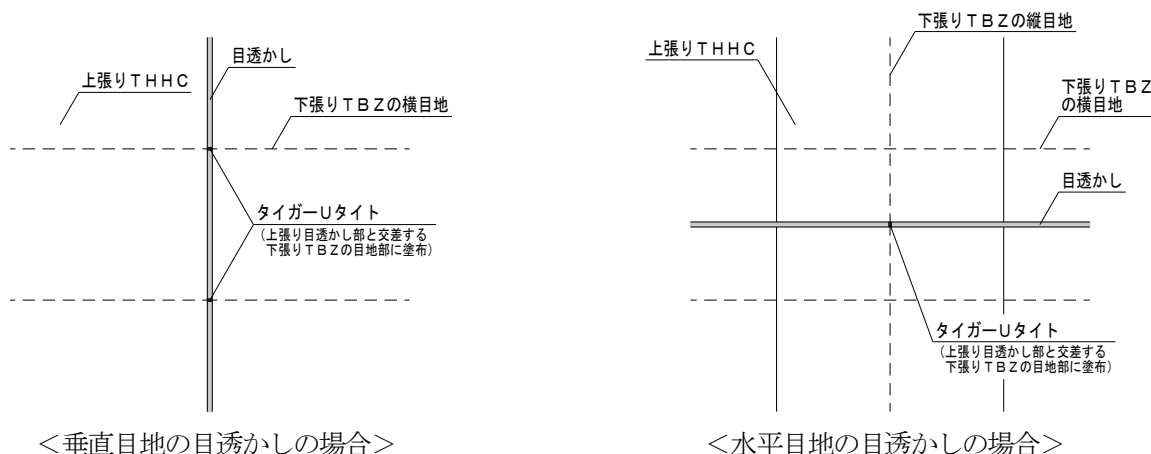 目透かし
上張りＴＨＨＣ
下張りＴＢＺの横目地
タイガーＵタイト
（上張り目透かし部と交差する
下張りＴＢＺの目地部に塗布）
＜垂直目地の目透かしの場合＞
下張りＴＢＺの縦目地
上張りＴＨＨＣ
下張りＴＢＺ
の横目地
目透かし
タイガーＵタイト
（上張り目透かし部と交差する
下張りＴＢＺの目地部に塗布）
＜水平目地の目透かしの場合＞